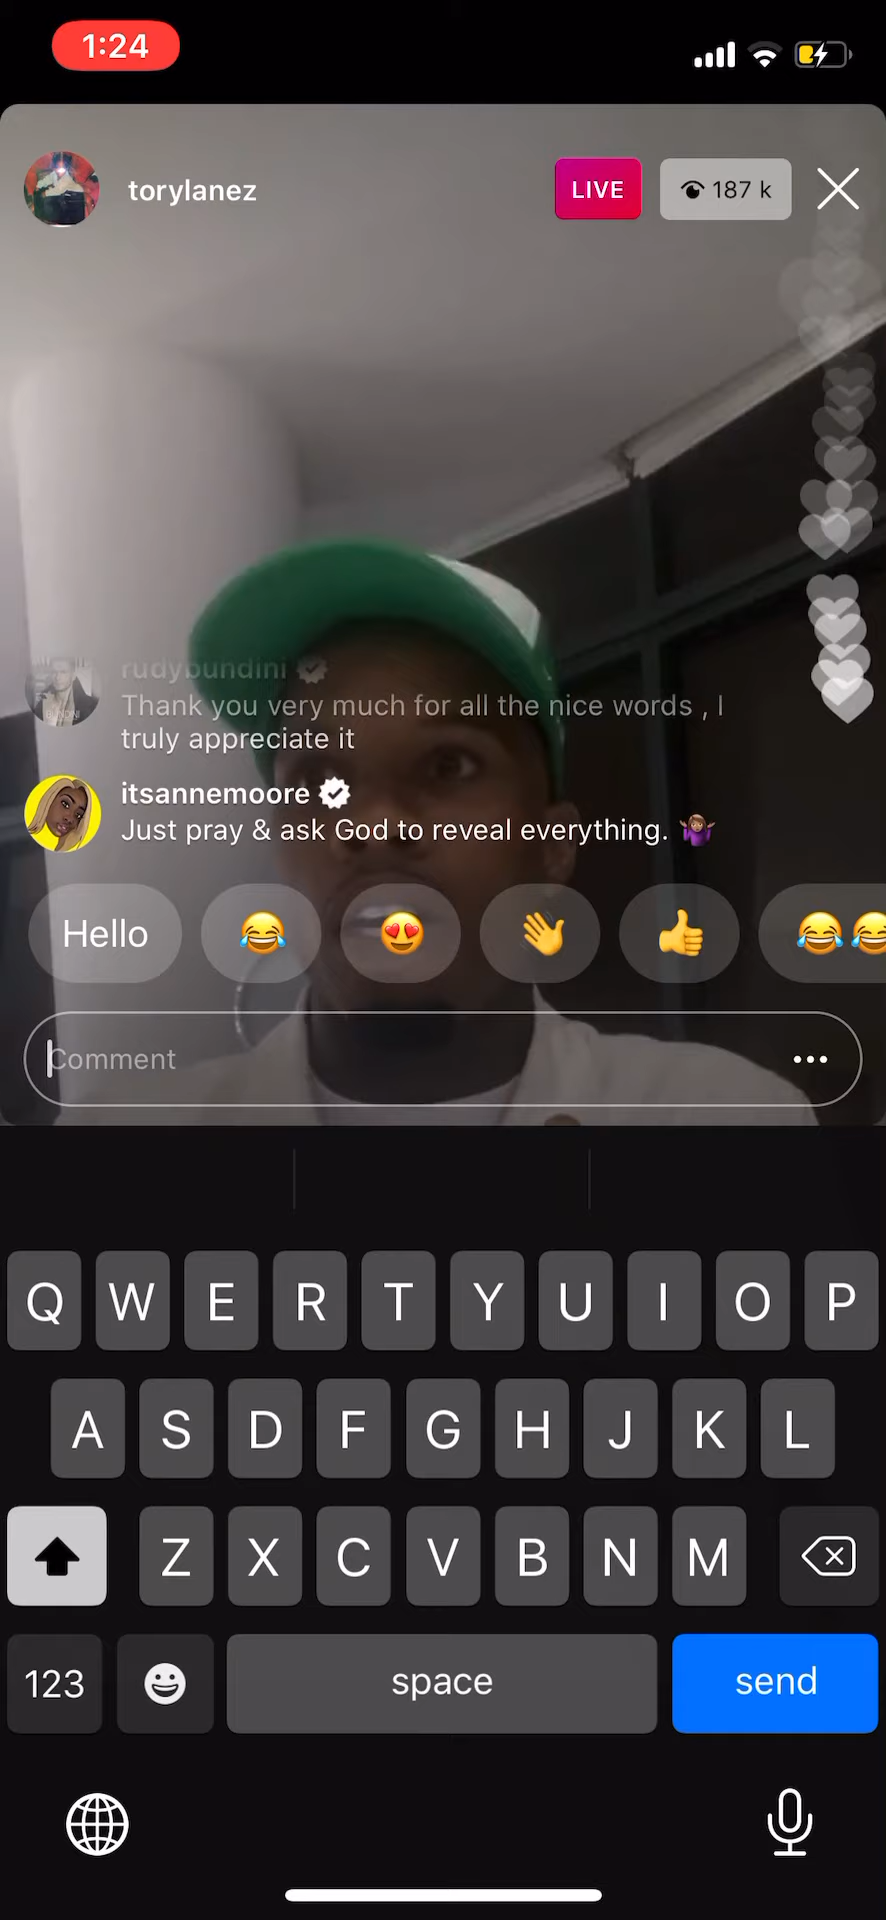 1:24
torylanez
LIVE
187 k
rudybundini
Thank you very much for all the nice words , I
truly appreciate it
itsannemoore
Just pray & ask God to reveal everything. 🤷🏽‍♀️
Hello 😂 😍 👋 👍 😂😂
Comment
Q W E R T Y U I O P
A S D F G H J K L
Z X C V B N M
123 space send